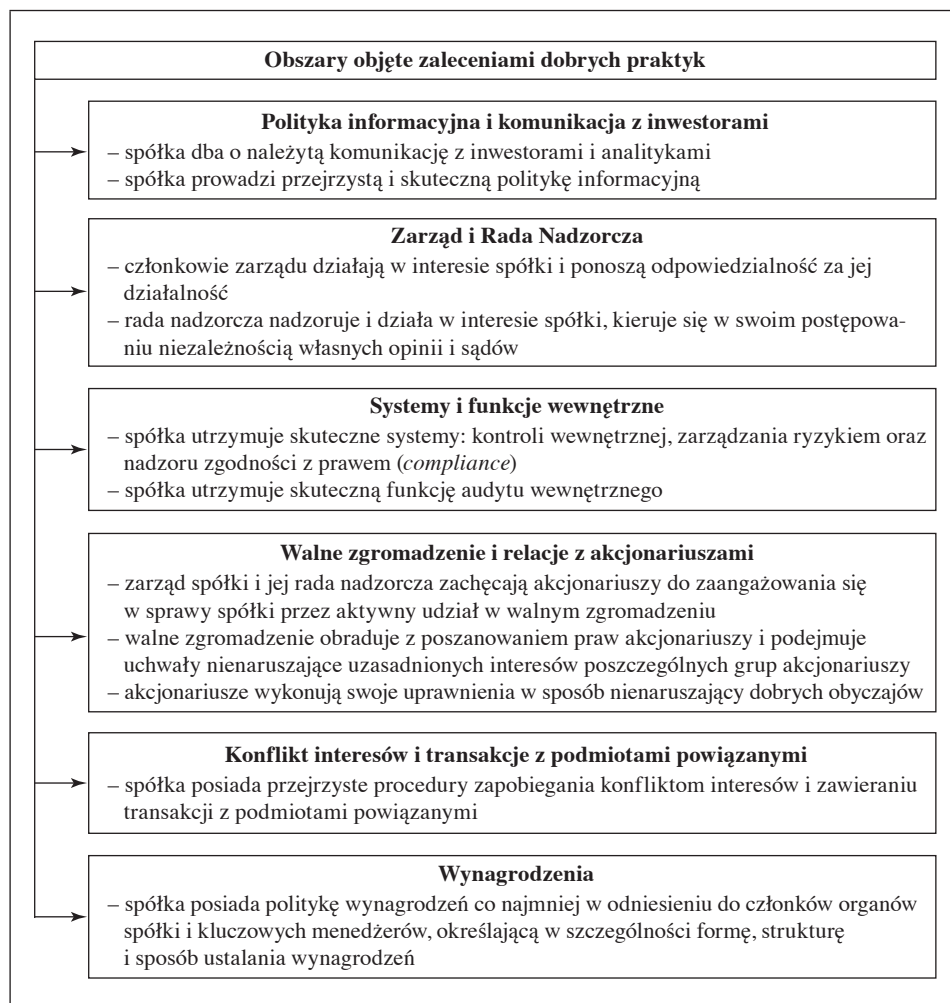 Obszary objęte zaleceniami dobrych praktyk
Polityka informacyjna i komunikacja z inwestorami
– spółka dba o należytą komunikację z inwestorami i analitykami
– spółka prowadzi przejrzystą i skuteczną politykę informacyjną
Zarząd i Rada Nadzorcza
– członkowie zarządu działają w interesie spółki i ponoszą odpowiedzialność za jej
działalność
– rada nadzorcza nadzoruje i działa w interesie spółki, kieruje się w swoim postępowa-
niu niezależnością własnych opinii i sądów
Systemy i funkcje wewnętrzne
– spółka utrzymuje skuteczne systemy: kontroli wewnętrznej, zarządzania ryzykiem oraz
nadzoru zgodności z prawem (compliance)
– spółka utrzymuje skuteczną funkcję audytu wewnętrznego
Walne zgromadzenie i relacje z akcjonariuszami
– zarząd spółki i jej rada nadzorcza zachęcają akcjonariuszy do zaangażowania się
w sprawy spółki przez aktywny udział w walnym zgromadzeniu
– walne zgromadzenie obraduje z poszanowaniem praw akcjonariuszy i podejmuje
uchwały nienaruszające uzasadnionych interesów poszczególnych grup akcjonariuszy
– akcjonariusze wykonują swoje uprawnienia w sposób nienaruszający dobrych obyczajów
Konflikt interesów i transakcje z podmiotami powiązanymi
– spółka posiada przejrzyste procedury zapobiegania konfliktom interesów i zawieraniu
transakcji z podmiotami powiązanymi
Wynagrodzenia
– spółka posiada politykę wynagrodzeń co najmniej w odniesieniu do członków organów
spółki i kluczowych menedżerów, określającą w szczególności formę, strukturę
i sposób ustalania wynagrodzeń